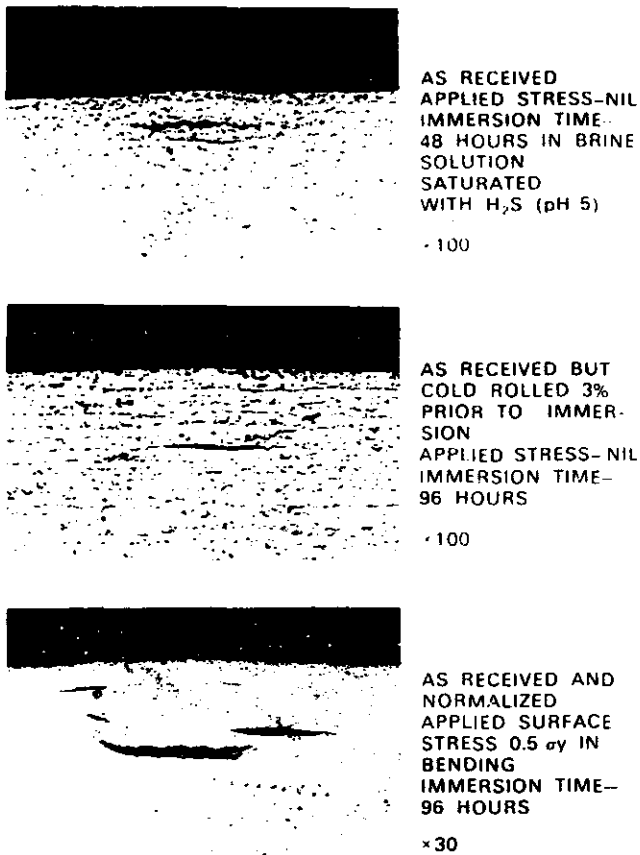 AS RECEIVED
APPLIED STRESS-NIL
IMMERSION TIME-
48 HOURS IN BRINE
SOLUTION
SATURATED
WITH H₂S (pH 5)
×100
AS RECEIVED BUT
COLD ROLLED 3%
PRIOR TO IMMER-
SION
APPLIED STRESS-NIL
IMMERSION TIME-
96 HOURS
×100
AS RECEIVED AND
NORMALIZED
APPLIED SURFACE
STRESS 0.5 σy IN
BENDING
IMMERSION TIME-
96 HOURS
×30